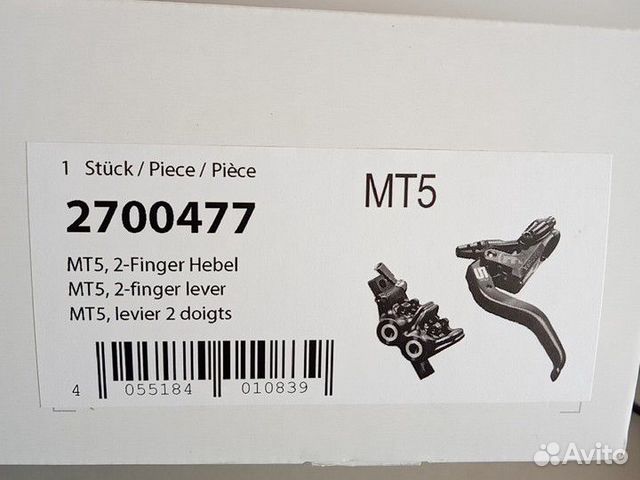 1 Stück / Piece / Pièce
2700477
MT5, 2-Finger Hebel
MT5, 2-finger lever
MT5, levier 2 doigts
4 055184 010839
MT5
5
Avito